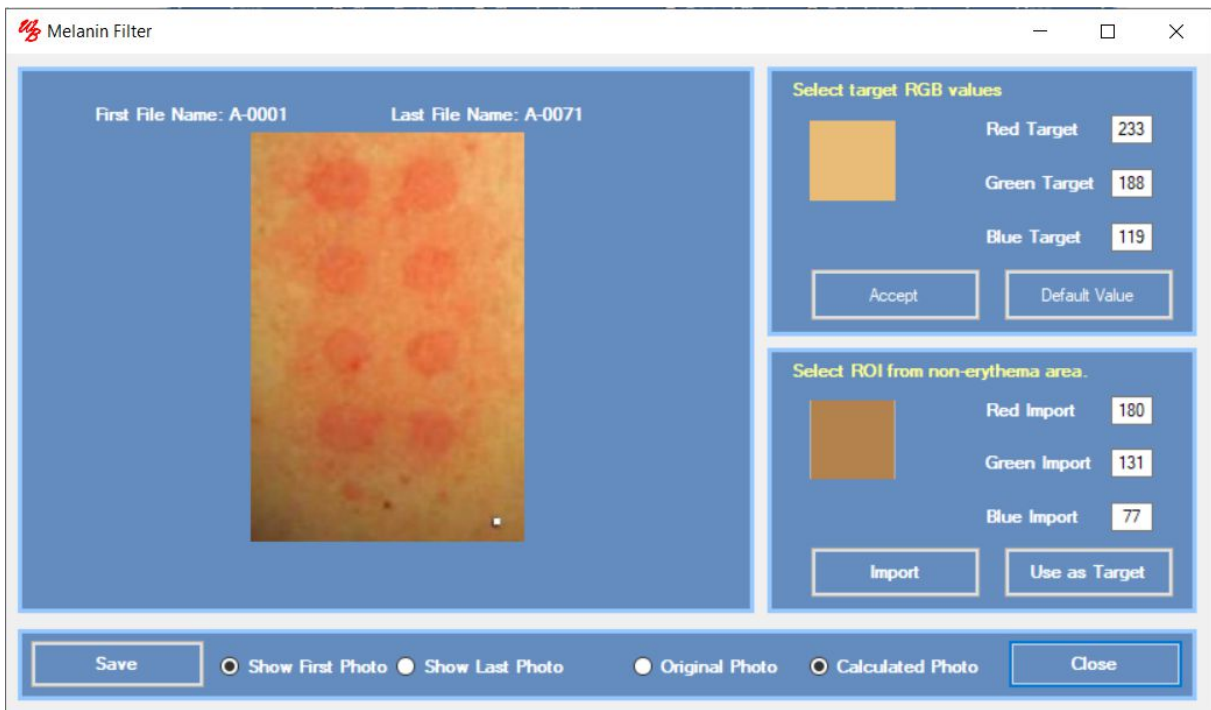 Melanin Filter
First File Name: A-0001
Last File Name: A-0071
Select target RGB values
Red Target 233
Green Target 188
Blue Target 119
Accept
Default Value
Select ROI from non-erythema area.
Red Import 180
Green Import 131
Blue Import 77
Import
Use as Target
Save
Show First Photo
Show Last Photo
Original Photo
Calculated Photo
Close